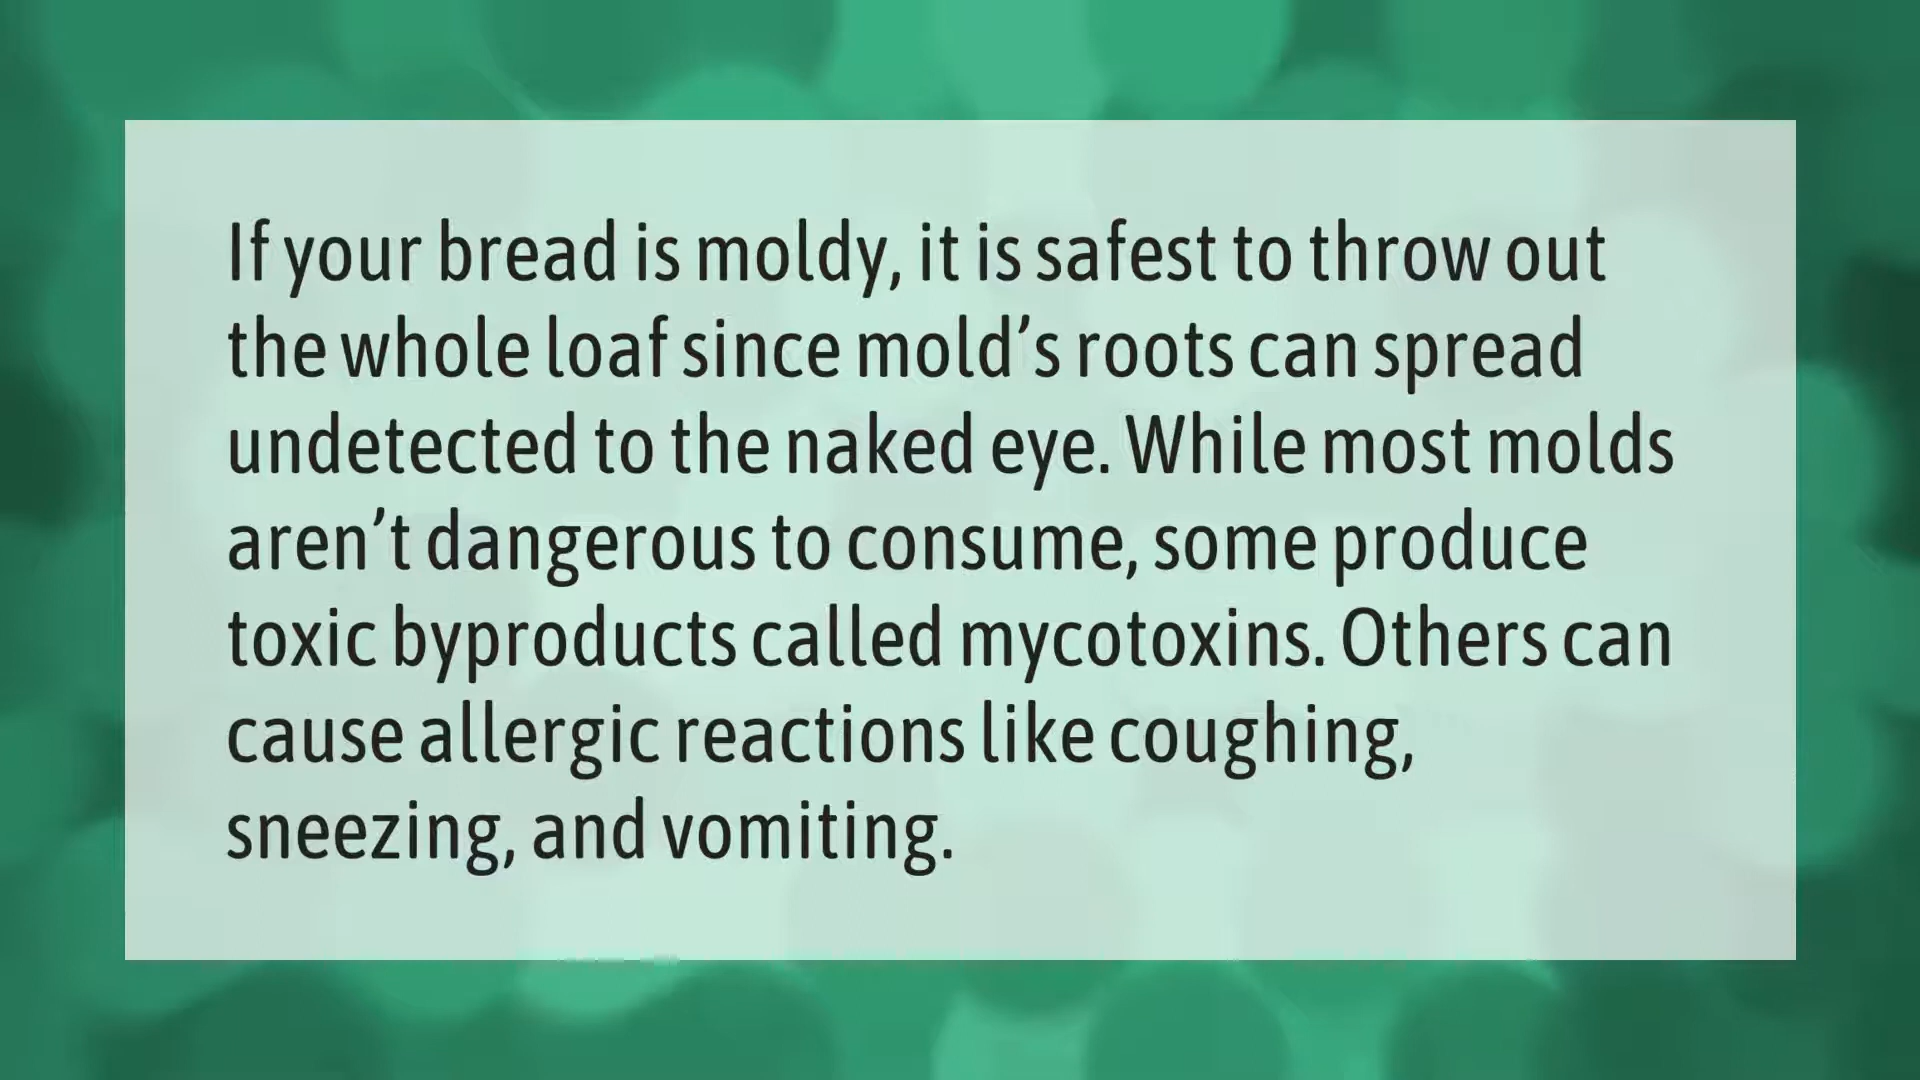 If your bread is moldy, it is safest to throw out
the whole loaf since mold’s roots can spread
undetected to the naked eye. While most molds
aren’t dangerous to consume, some produce
toxic byproducts called mycotoxins. Others can
cause allergic reactions like coughing,
sneezing, and vomiting.